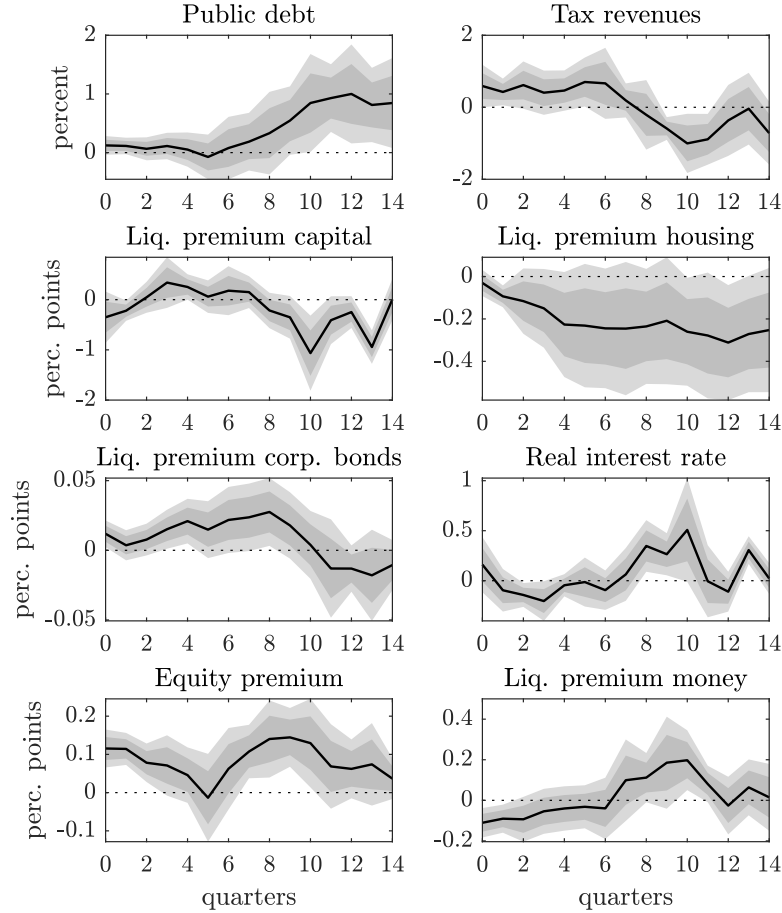 Public debt
Tax revenues
percent
2
1
0
0 2 4 6 8 10 12 14
2
0
-2
0 2 4 6 8 10 12 14
Liq. premium capital
Liq. premium housing
perc. points
0
-1
-2
0 2 4 6 8 10 12 14
0
-0.2
-0.4
0 2 4 6 8 10 12 14
Liq. premium corp. bonds
Real interest rate
perc. points
0.05
0
-0.05
0 2 4 6 8 10 12 14
1
0.5
0
0 2 4 6 8 10 12 14
Equity premium
Liq. premium money
perc. points
0.2
0.1
0
-0.1
0 2 4 6 8 10 12 14
0.4
0.2
0
-0.2
0 2 4 6 8 10 12 14
quarters
quarters